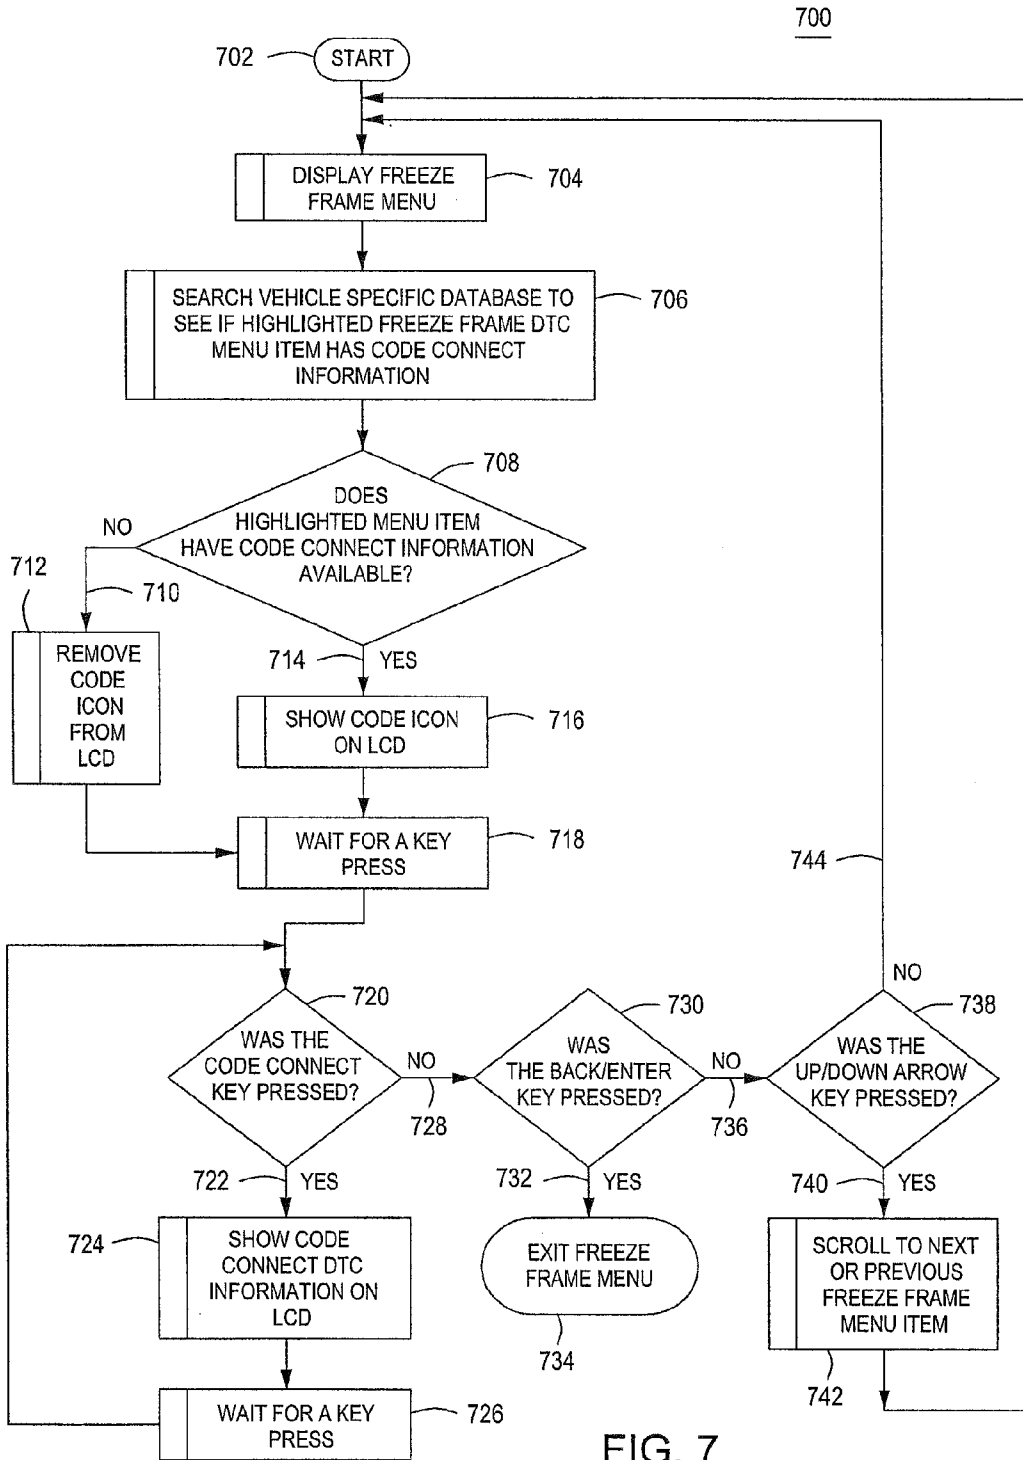 700
702
START
DISPLAY FREEZE
FRAME MENU
704
SEARCH VEHICLE SPECIFIC DATABASE TO
SEE IF HIGHLIGHTED FREEZE FRAME DTC
MENU ITEM HAS CODE CONNECT
INFORMATION
706
708
DOES
HIGHLIGHTED MENU ITEM
HAVE CODE CONNECT INFORMATION
AVAILABLE?
NO
710
712
REMOVE
CODE
ICON
FROM
LCD
714
YES
SHOW CODE ICON
ON LCD
716
WAIT FOR A KEY
PRESS
718
744
720
WAS THE
CODE CONNECT
KEY PRESSED?
NO
728
730
WAS
THE BACK/ENTER
KEY PRESSED?
NO
736
NO
738
WAS THE
UP/DOWN ARROW
KEY PRESSED?
722
YES
724
SHOW CODE
CONNECT DTC
INFORMATION ON
LCD
732
YES
EXIT FREEZE
FRAME MENU
734
740
YES
SCROLL TO NEXT
OR PREVIOUS
FREEZE FRAME
MENU ITEM
742
WAIT FOR A KEY
PRESS
726
FIG. 7